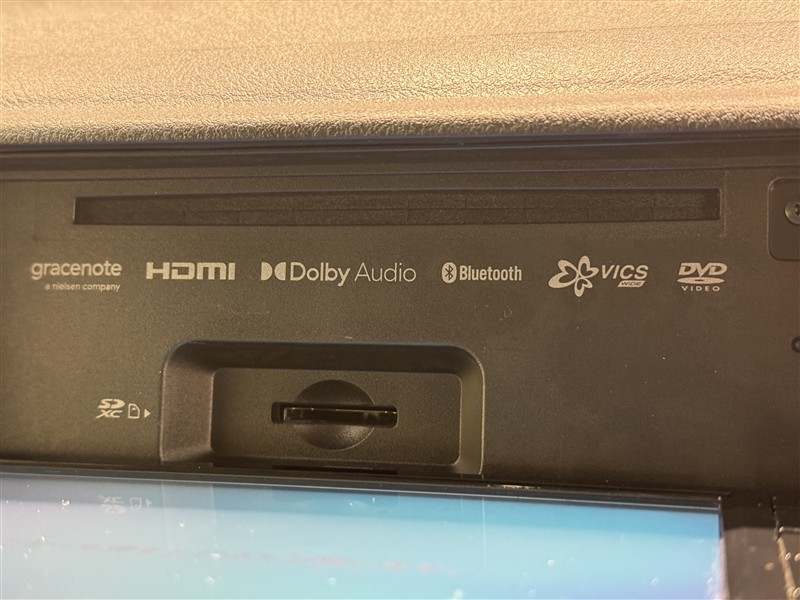 gracenote
a nielsen company
HDMI
Dolby Audio
Bluetooth
VICS
WIDE
DVD
VIDEO
SD
XC